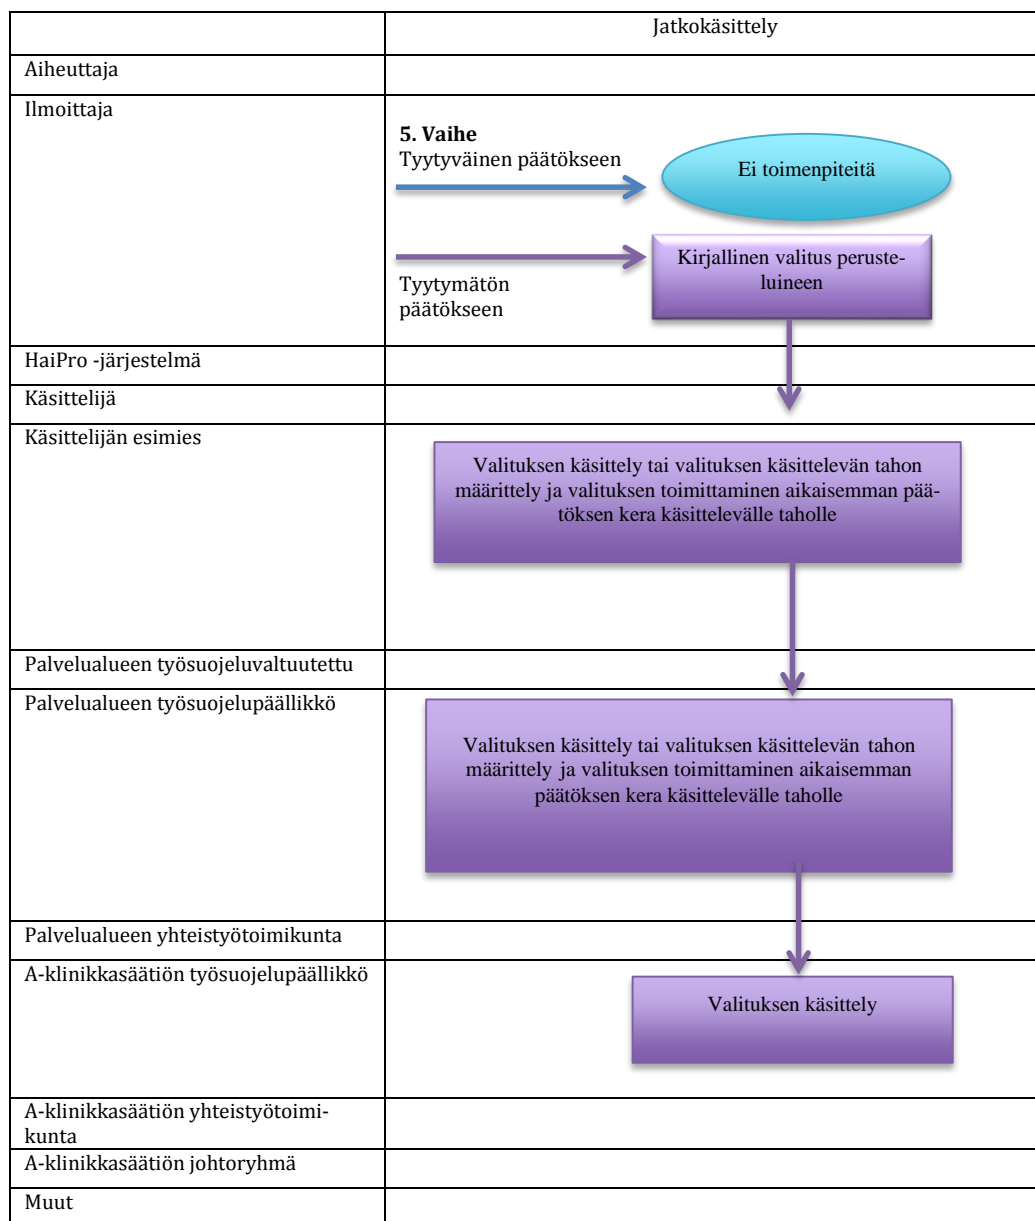 Jatkokäsittely
Aiheuttaja
Ilmoittaja
5. Vaihe
Tyytyväinen päätökseen
Ei toimenpiteitä
Kirjallinen valitus peruste-
luineen
Tyytymätön
päätökseen
HaiPro -järjestelmä
Käsittelijä
Käsittelijän esimies
Valituksen käsittely tai valituksen käsittelevän tahon
määrittely ja valituksen toimittaminen aikaisemman pää-
töksen kera käsittelevälle taholle
Palvelualueen työsuojeluvaltuutettu
Palvelualueen työsuojelupäällikkö
Valituksen käsittely tai valituksen käsittelevän tahon
määrittely ja valituksen toimittaminen aikaisemman
päätöksen kera käsittelevälle taholle
Palvelualueen yhteistyötoimikunta
A-klinikkasäätiön työsuojelupäällikkö
Valituksen käsittely
A-klinikkasäätiön yhteistyötoimi-
kunta
A-klinikkasäätiön johtoryhmä
Muut